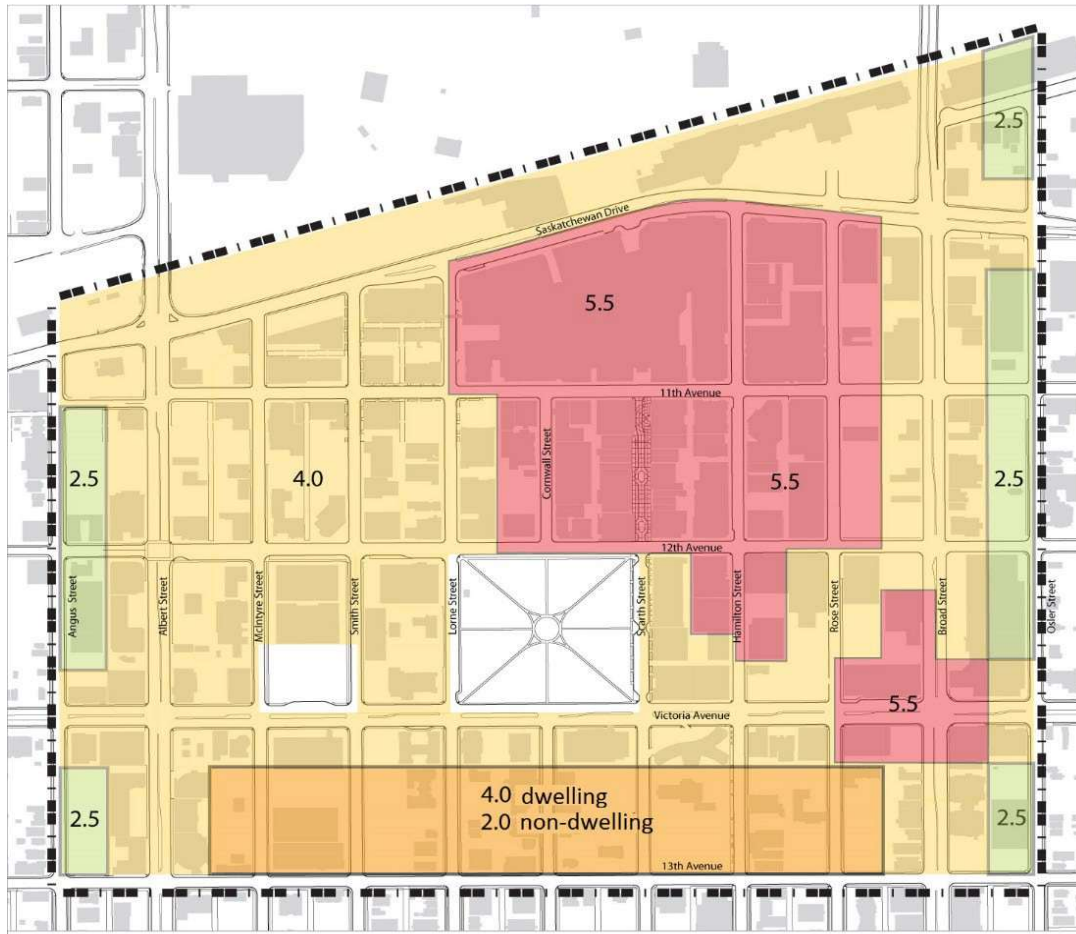 2.5
Saskatchewan Drive
5.5
11th Avenue
2.5
4.0
Cornwall Street
5.5
2.5
12th Avenue
Angus Street
Albert Street
McIntyre Street
Smith Street
Lorne Street
Scarth Street
Hamilton Street
Rose Street
Broad Street
Osler Street
5.5
Victoria Avenue
4.0 dwelling
2.0 non-dwelling
2.5
2.5
13th Avenue